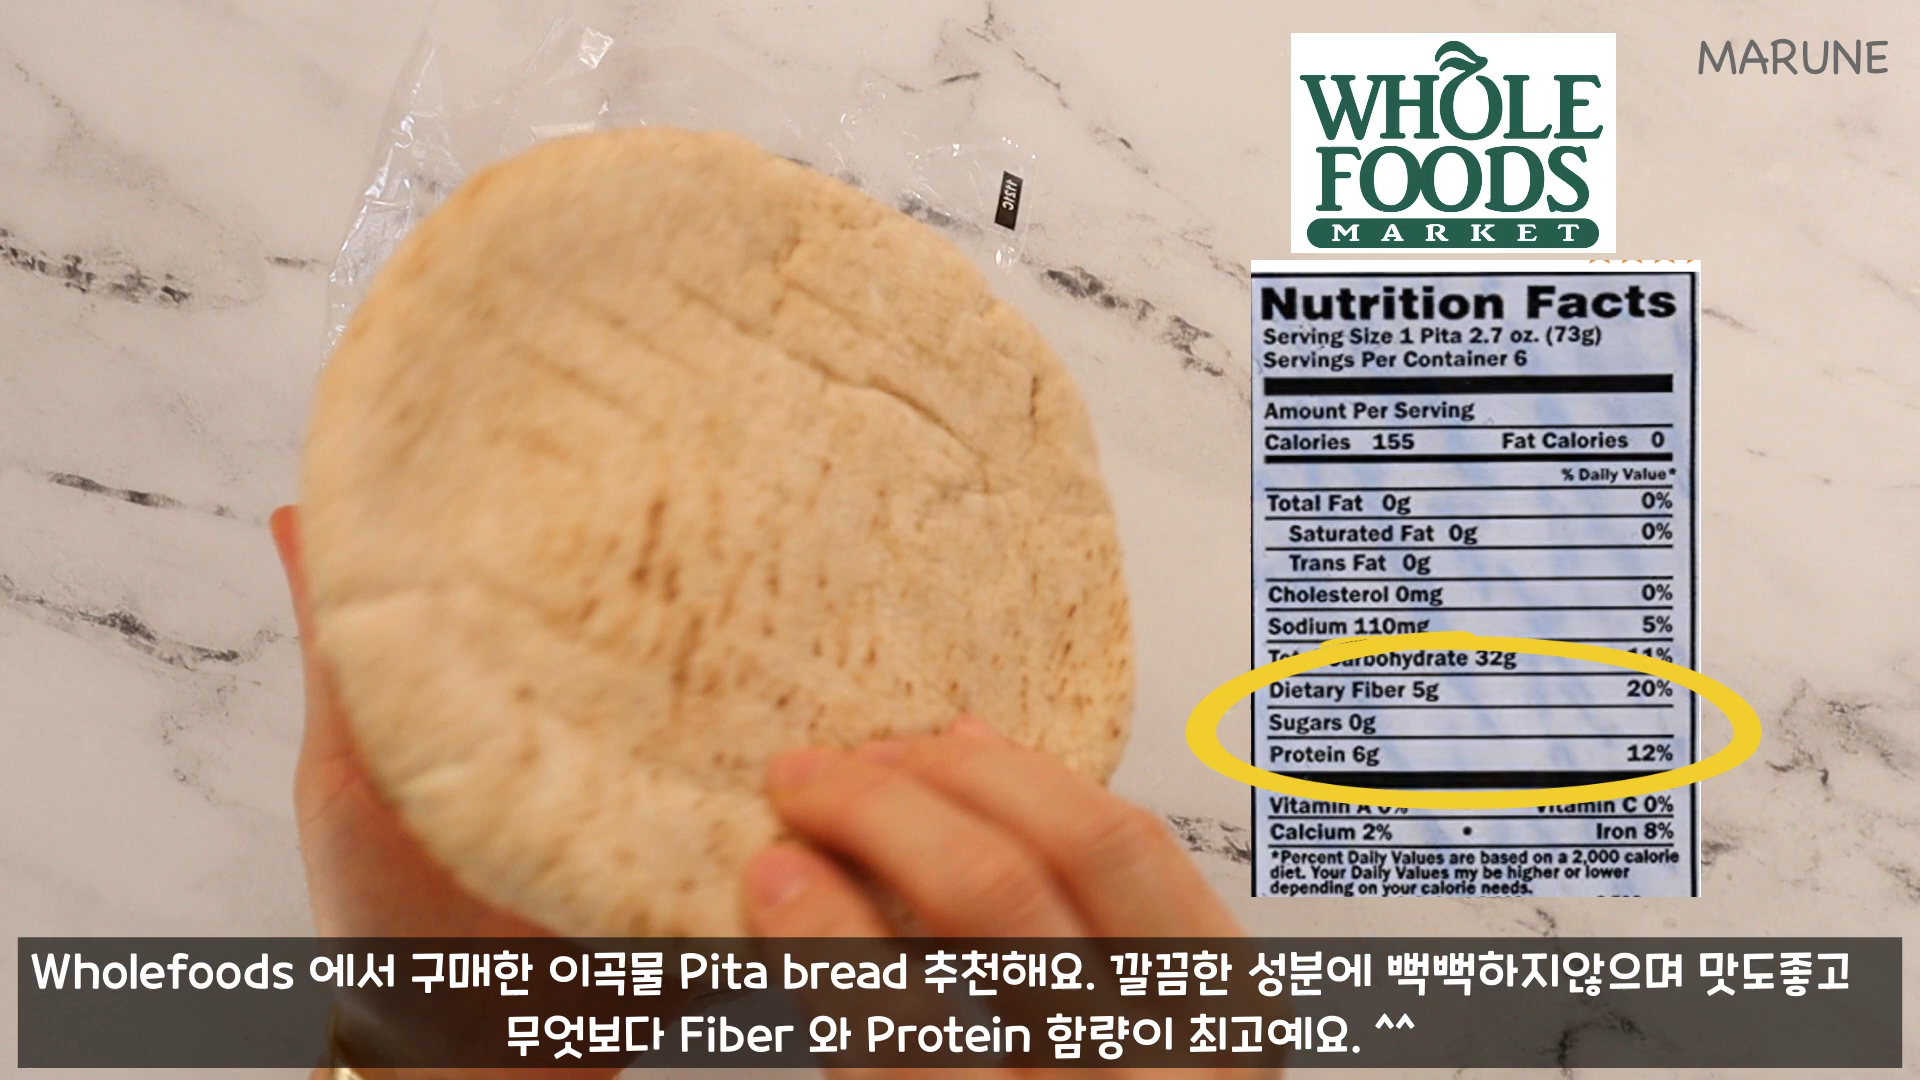 MARUNE
WHOLE
FOODS
MARKET
Nutrition Facts
Serving Size 1 Pita 2.7 oz. (73g)
Servings Per Container 6
Amount Per Serving
Calories 155 Fat Calories 0
% Daily Value*
Total Fat 0g 0%
Saturated Fat 0g 0%
Trans Fat 0g
Cholesterol 0mg 0%
Sodium 110mg 5%
Carbohydrate 32g 11%
Dietary Fiber 5g 20%
Sugars 0g
Protein 6g 12%
Vitamin A 0% Vitamin C 0%
Calcium 2% • Iron 8%
*Percent Daily Values are based on a 2,000 calorie
diet. Your Daily Values my be higher or lower
depending on your calorie needs.
Wholefoods 에서 구매한 이곡물 Pita bread 추천해요. 깔끔한 성분에 뻑뻑하지않으며 맛도좋고
무엇보다 Fiber 와 Protein 함량이 최고예요. ^^